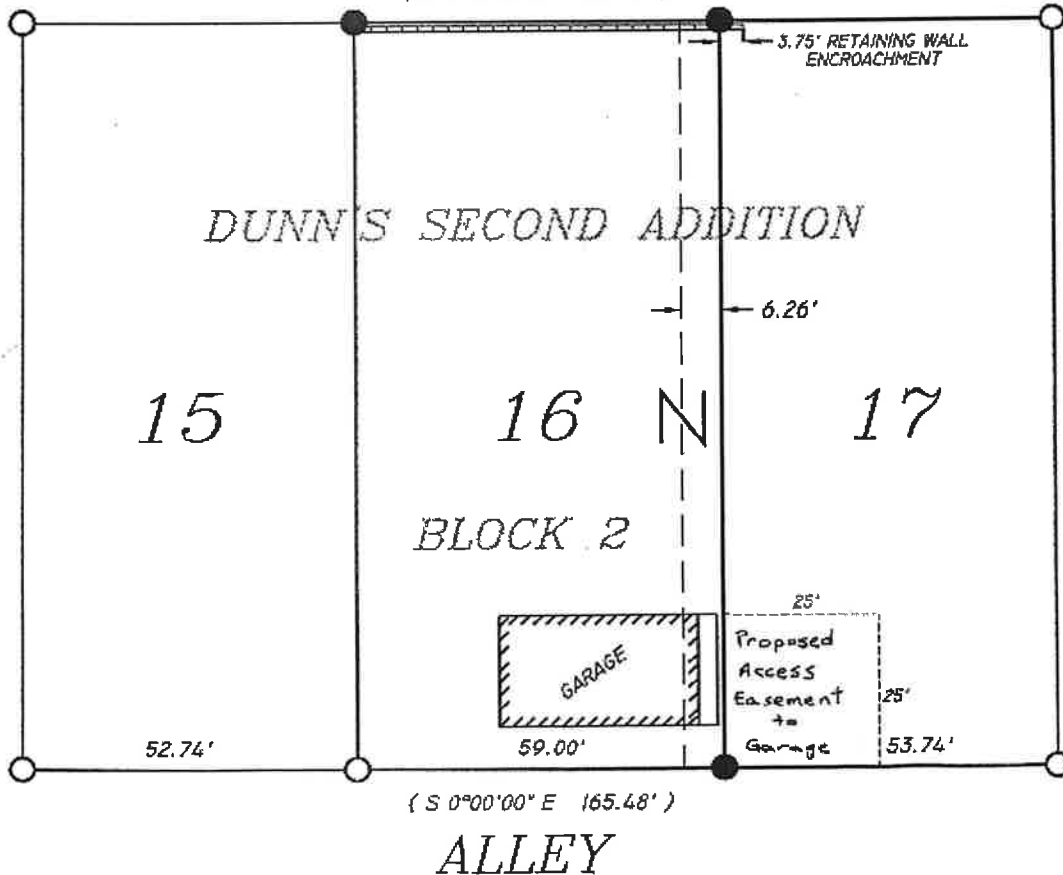 3.75' RETAINING WALL
ENCROACHMENT
DUNN'S SECOND ADDITION
6.26'
15
16
N
17
BLOCK 2
25'
GARAGE
Proposed
Access
Easement
to
Garage
25'
52.74'
59.00'
53.74'
( S 0°00'00" E 165.48' )
ALLEY